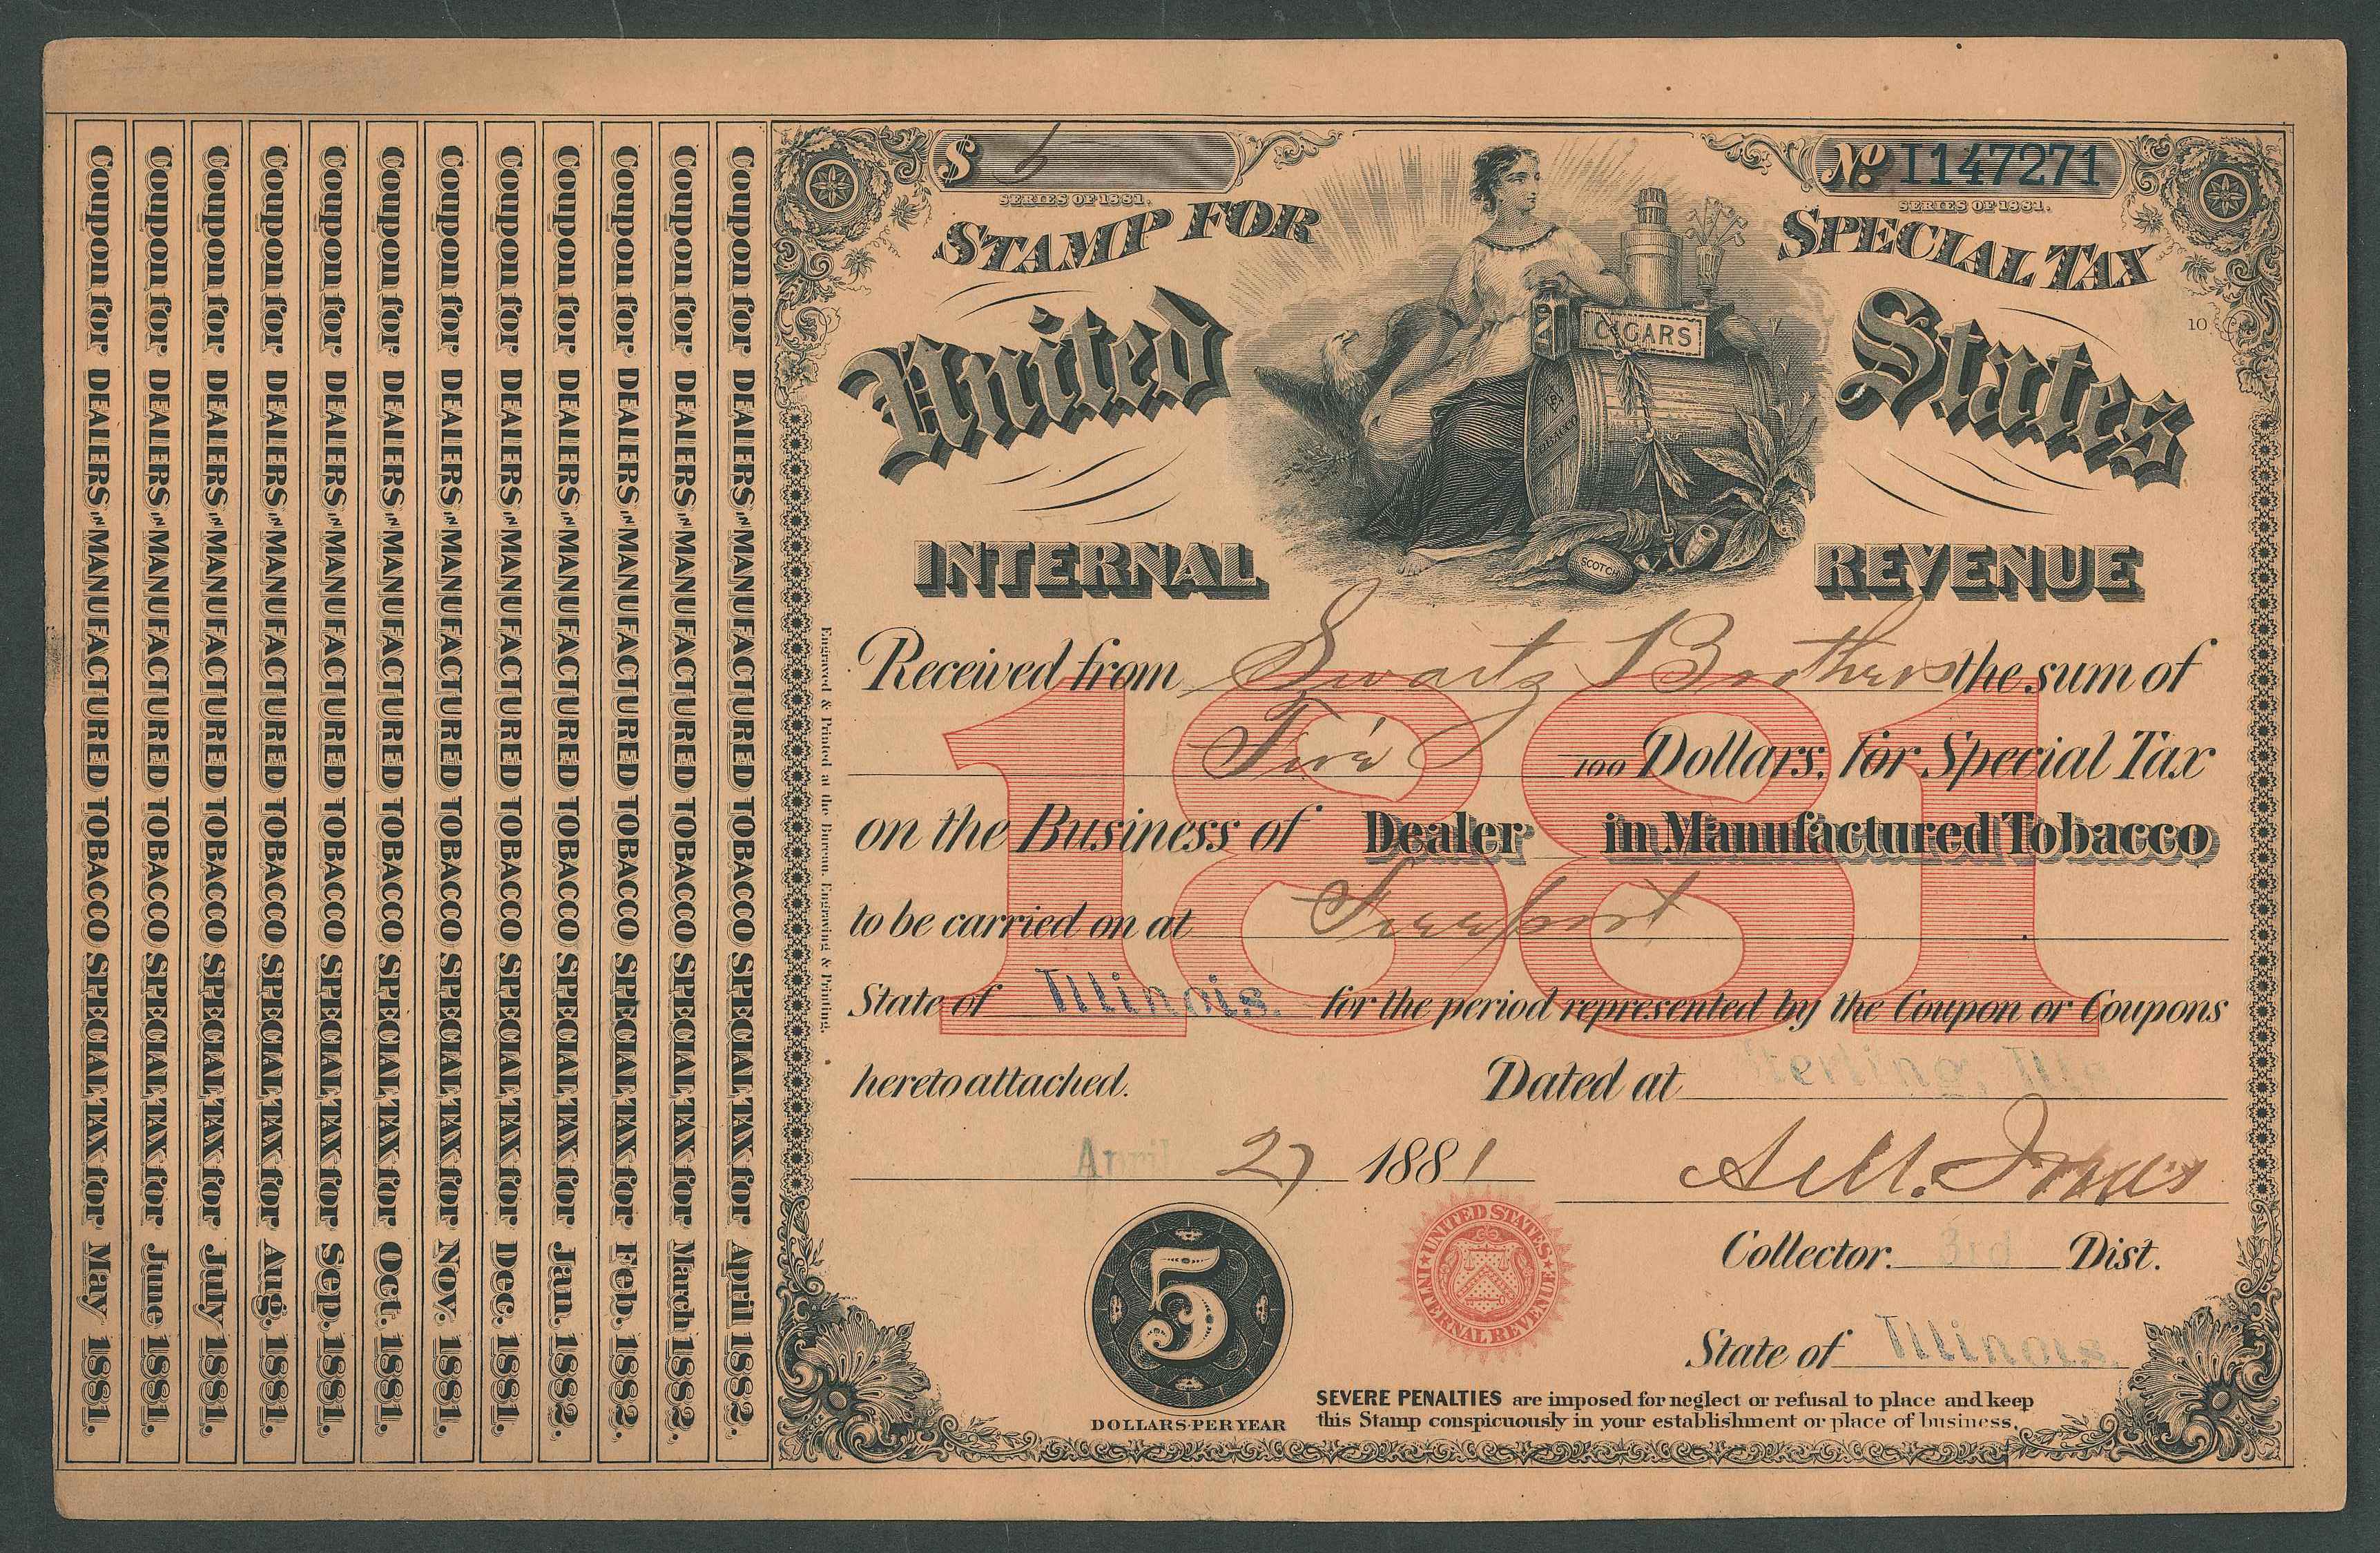 Coupon for DEALERS IN MANUFACTURED TOBACCO SPECIAL TAX for May 1881.
Coupon for DEALERS IN MANUFACTURED TOBACCO SPECIAL TAX for June 1881.
Coupon for DEALERS IN MANUFACTURED TOBACCO SPECIAL TAX for July 1881.
Coupon for DEALERS IN MANUFACTURED TOBACCO SPECIAL TAX for Aug. 1881.
Coupon for DEALERS IN MANUFACTURED TOBACCO SPECIAL TAX for Sep. 1881.
Coupon for DEALERS IN MANUFACTURED TOBACCO SPECIAL TAX for Oct. 1881.
Coupon for DEALERS IN MANUFACTURED TOBACCO SPECIAL TAX for Nov. 1881.
Coupon for DEALERS IN MANUFACTURED TOBACCO SPECIAL TAX for Dec. 1881.
Coupon for DEALERS IN MANUFACTURED TOBACCO SPECIAL TAX for Jan. 1882.
Coupon for DEALERS IN MANUFACTURED TOBACCO SPECIAL TAX for Feb. 1882.
Coupon for DEALERS IN MANUFACTURED TOBACCO SPECIAL TAX for March 1882.
Coupon for DEALERS IN MANUFACTURED TOBACCO SPECIAL TAX for April 1882.
Engraved & Printed at the Bureau, Engraving & Printing.
$
SERIES OF 1881.
No I147271
SERIES OF 1881.
STAMP FOR SPECIAL TAX
United States
10
CIGARS
TOBACCO
SCOTCH
INTERNAL REVENUE
1881
Received from Swartz Brothers the sum of
Five 100 Dollars, for Special Tax
on the Business of Dealer in Manufactured Tobacco
to be carried on at Freeport
State of Illinois. for the period represented by the Coupon or Coupons
hereto attached. Dated at Sterling, Ills
April 27 1881
Collector. 3rd Dist.
State of Illinois.
5
DOLLARS PER YEAR
UNITED STATES INTERNAL REVENUE
SEVERE PENALTIES are imposed for neglect or refusal to place and keep
this Stamp conspicuously in your establishment or place of business.